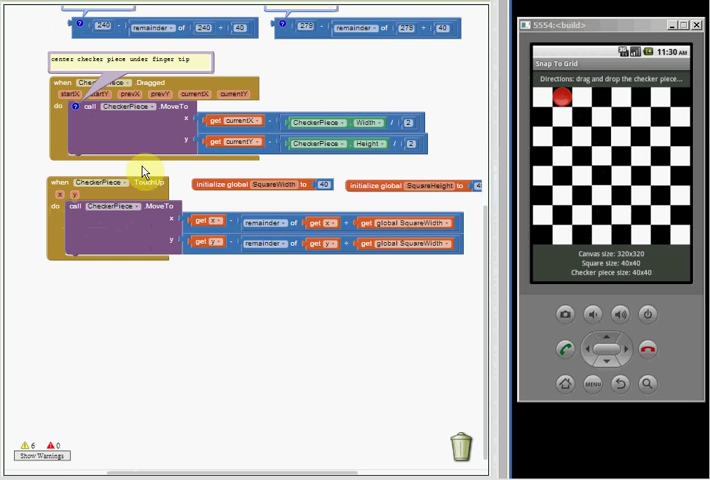 240 - remainder of 240 ÷ 40
279 - remainder of 279 ÷ 40
center checker piece under finger tip
when CheckerPiece .Dragged
startX startY prevX prevY currentX currentY
do call CheckerPiece .MoveTo
x get currentX - CheckerPiece . Width / 2
y get currentY - CheckerPiece . Height / 2
when CheckerPiece .TouchUp
x y
do call CheckerPiece .MoveTo
x get x - remainder of get x ÷ get global SquareWidth
y get y - remainder of get y ÷ get global SquareWidth
initialize global SquareWidth to 40
initialize global SquareHeight to
6 0
Show Warnings
5554:<build>
11:30 AM
Snap To Grid
Directions: drag and drop the checker piece...
Canvas size: 320x320
Square size: 40x40
Checker piece size: 40x40
MENU